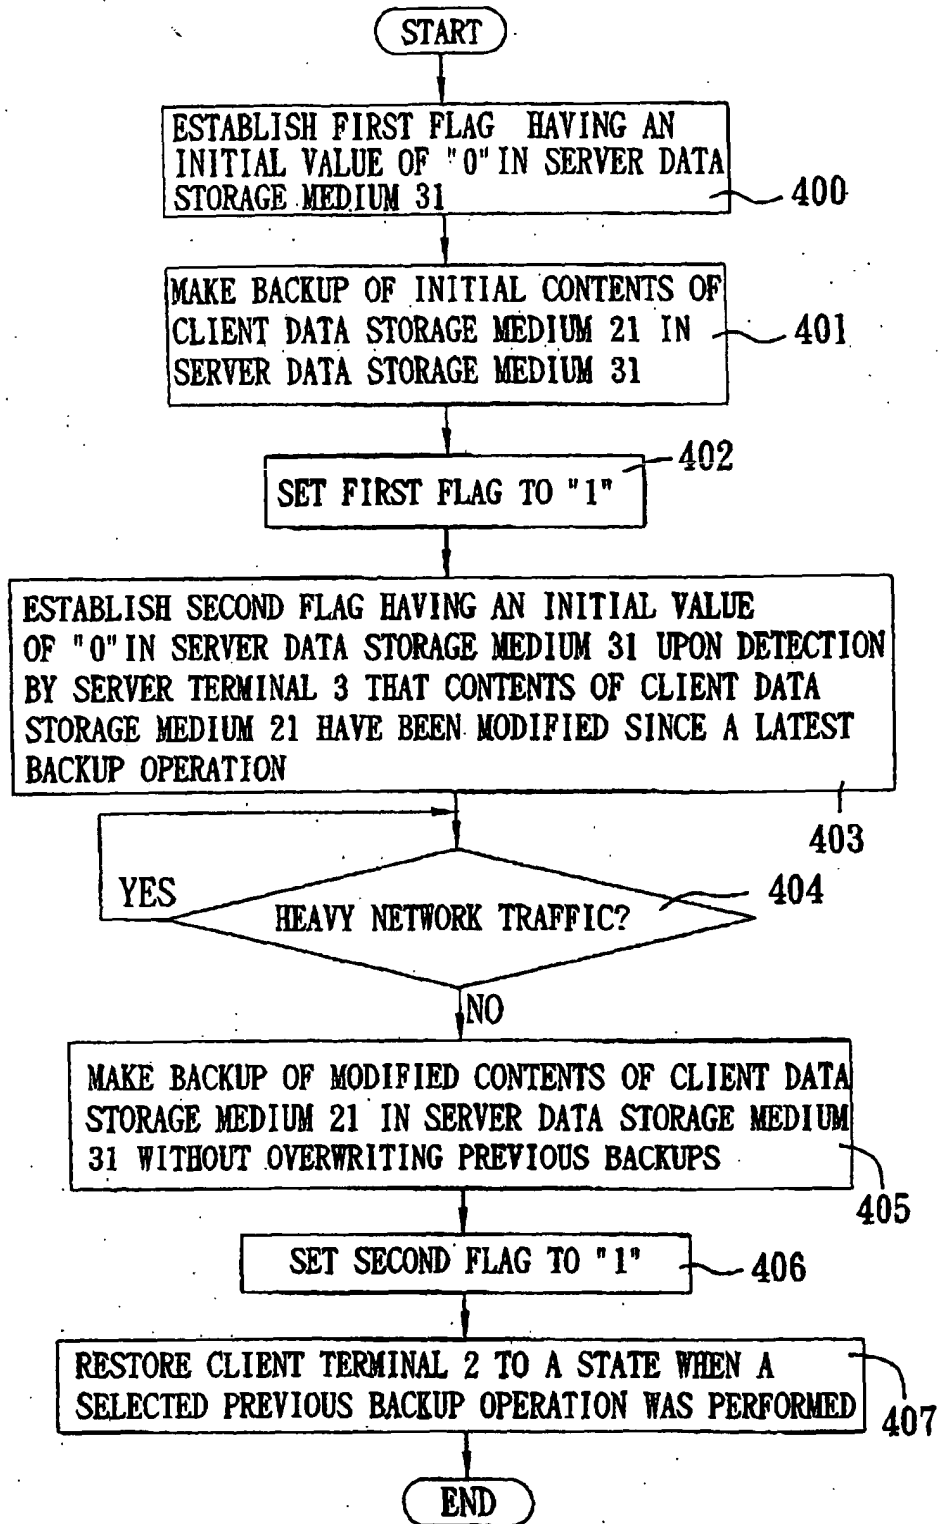 START
ESTABLISH FIRST FLAG HAVING AN
INITIAL VALUE OF "0" IN SERVER DATA
STORAGE MEDIUM 31
400
MAKE BACKUP OF INITIAL CONTENTS OF
CLIENT DATA STORAGE MEDIUM 21 IN
SERVER DATA STORAGE MEDIUM 31
401
402
SET FIRST FLAG TO "1"
ESTABLISH SECOND FLAG HAVING AN INITIAL VALUE
OF "0" IN SERVER DATA STORAGE MEDIUM 31 UPON DETECTION
BY SERVER TERMINAL 3 THAT CONTENTS OF CLIENT DATA
STORAGE MEDIUM 21 HAVE BEEN MODIFIED SINCE A LATEST
BACKUP OPERATION
403
YES
HEAVY NETWORK TRAFFIC?
404
NO
MAKE BACKUP OF MODIFIED CONTENTS OF CLIENT DATA
STORAGE MEDIUM 21 IN SERVER DATA STORAGE MEDIUM
31 WITHOUT OVERWRITING PREVIOUS BACKUPS
405
SET SECOND FLAG TO "1"
406
RESTORE CLIENT TERMINAL 2 TO A STATE WHEN A
SELECTED PREVIOUS BACKUP OPERATION WAS PERFORMED
407
END